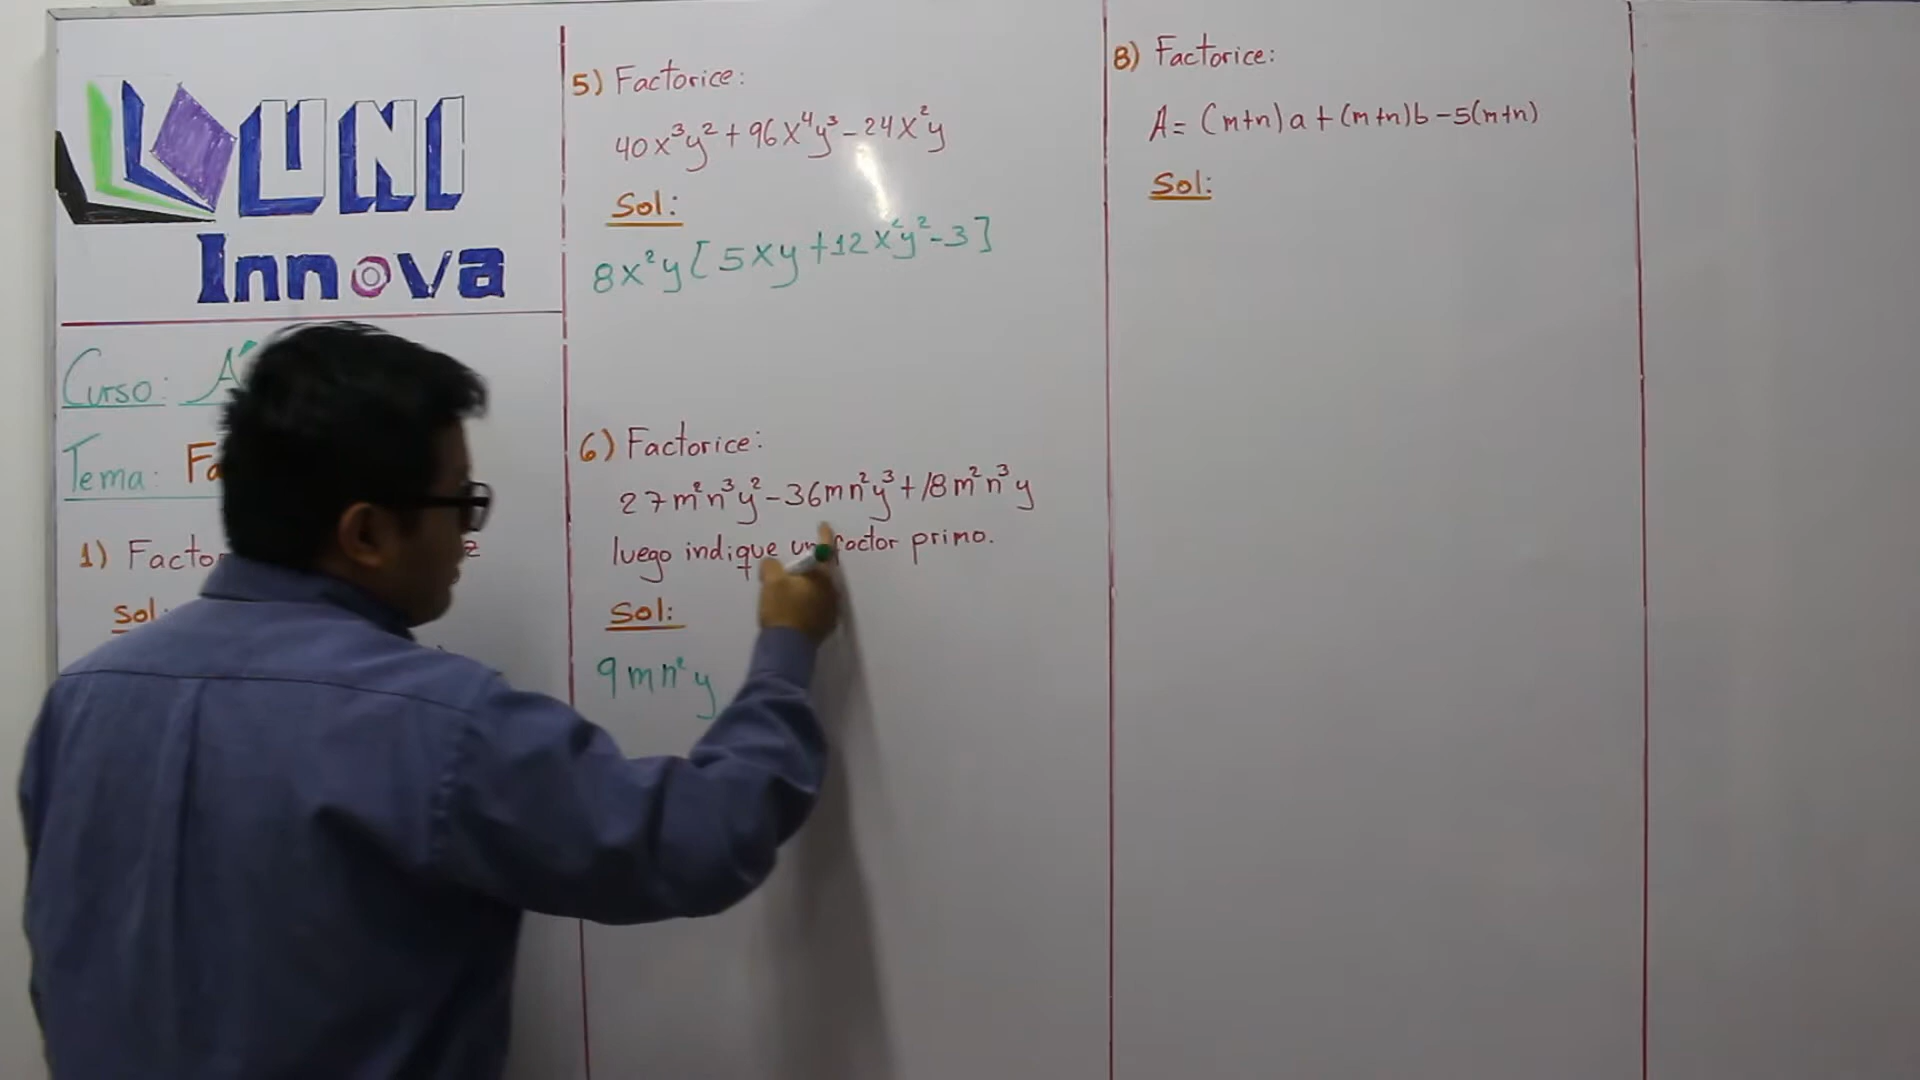 UNI
Innova
Curso:
Tema:
1) Facto
Sol:
5) Factorice:
40x³y² + 96x⁴y³ - 24x²y
Sol:
8x²y[5xy + 12x²y² - 3]
6) Factorice:
27m²n³y² - 36mn²y³ + 18m²n³y
luego indique un factor primo.
Sol:
9mn²y
8) Factorice:
A = (m+n)a + (m+n)b - 5(m+n)
Sol: